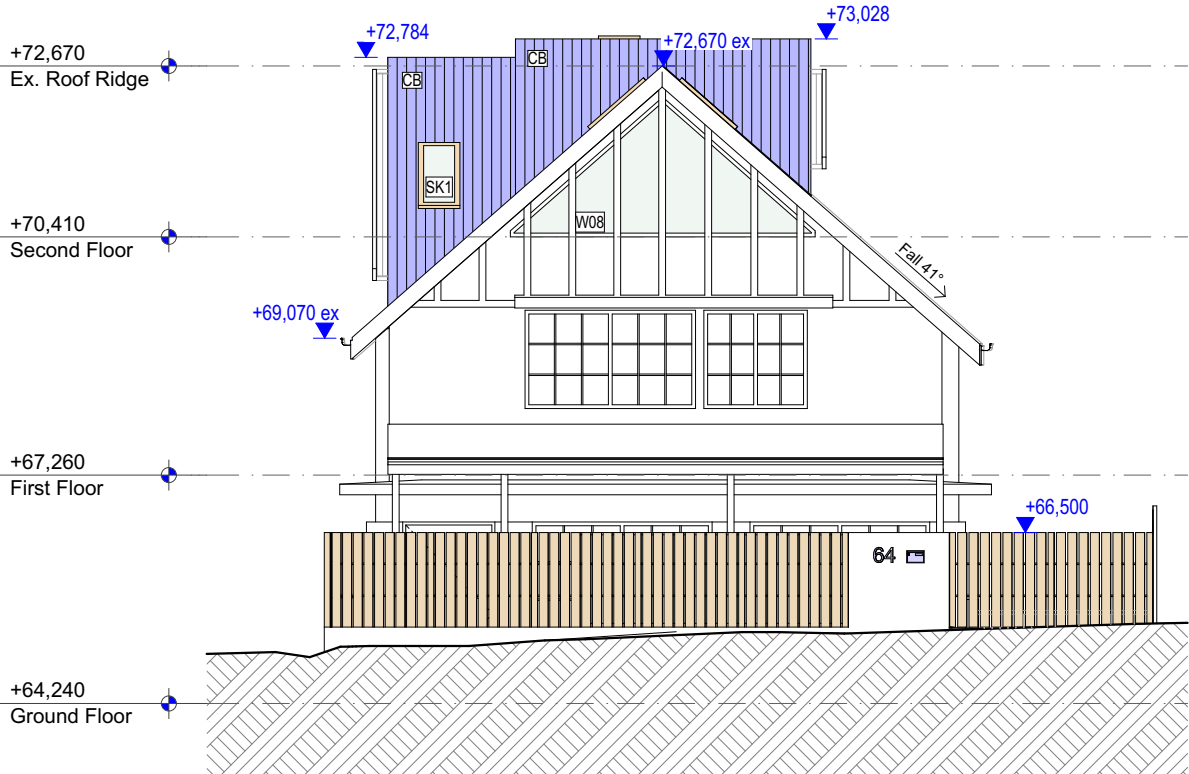 +73,028
+72,784
+72,670 ex
+72,670
Ex. Roof Ridge
CB
CB
SK1
W08
+70,410
Second Floor
Fall 41°
+69,070 ex
+67,260
First Floor
+66,500
64
+64,240
Ground Floor